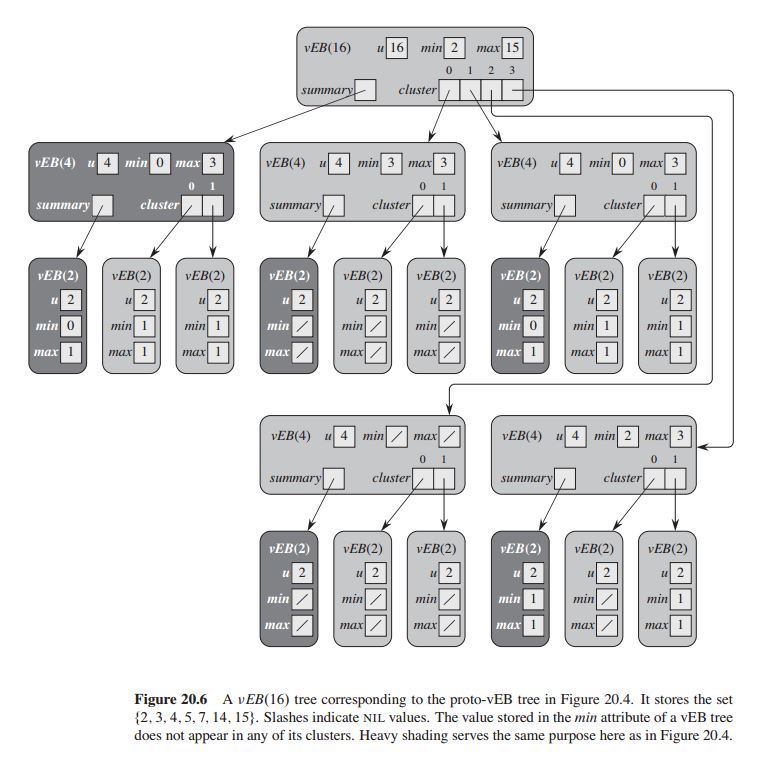 vEB(16) u 16 min 2 max 15
0 1 2 3
summary cluster
vEB(4) u 4 min 0 max 3
0 1
summary cluster
vEB(4) u 4 min 3 max 3
0 1
summary cluster
vEB(4) u 4 min 0 max 3
0 1
summary cluster
vEB(2)
u 2
min 0
max 1
vEB(2)
u 2
min 1
max 1
vEB(2)
u 2
min 1
max 1
vEB(2)
u 2
min /
max /
vEB(2)
u 2
min /
max /
vEB(2)
u 2
min /
max /
vEB(2)
u 2
min 0
max 1
vEB(2)
u 2
min 1
max 1
vEB(2)
u 2
min 1
max 1
vEB(4) u 4 min / max /
0 1
summary cluster
vEB(4) u 4 min 2 max 3
0 1
summary cluster
vEB(2)
u 2
min /
max /
vEB(2)
u 2
min /
max /
vEB(2)
u 2
min /
max /
vEB(2)
u 2
min 1
max 1
vEB(2)
u 2
min /
max /
vEB(2)
u 2
min 1
max 1
Figure 20.6 A vEB(16) tree corresponding to the proto-vEB tree in Figure 20.4. It stores the set
{2, 3, 4, 5, 7, 14, 15}. Slashes indicate NIL values. The value stored in the min attribute of a vEB tree
does not appear in any of its clusters. Heavy shading serves the same purpose here as in Figure 20.4.